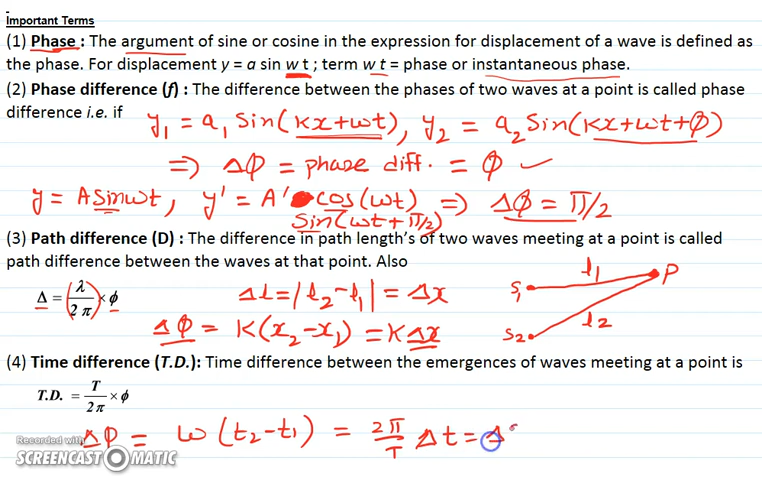 Important Terms
(1) Phase : The argument of sine or cosine in the expression for displacement of a wave is defined as
the phase. For displacement y = a sin w t ; term w t = phase or instantaneous phase.
(2) Phase difference (f) : The difference between the phases of two waves at a point is called phase
difference i.e. if
y₁ = a₁ Sin(Kx+ωt), y₂ = a₂ Sin(Kx+ωt+ϕ)
⇒ Δϕ = phase diff. = ϕ ✓
y = A Sinωt, y' = A' cos(ωt) ⇒ Δϕ = π/2
Sin(ωt + π/2)
(3) Path difference (D) : The difference in path length's of two waves meeting at a point is called
path difference between the waves at that point. Also
l₁ P
Δ = (λ / 2π) × ϕ
Δl = |l₂ - l₁| = Δx
S₁
Δϕ = K(x₂ - x₁) = KΔx
S₂ l₂
(4) Time difference (T.D.): Time difference between the emergences of waves meeting at a point is
T.D. = T / 2π × ϕ
Δϕ = ω(t₂ - t₁) = 2π / T Δt = Δ
Recorded with
SCREENCAST MATIC